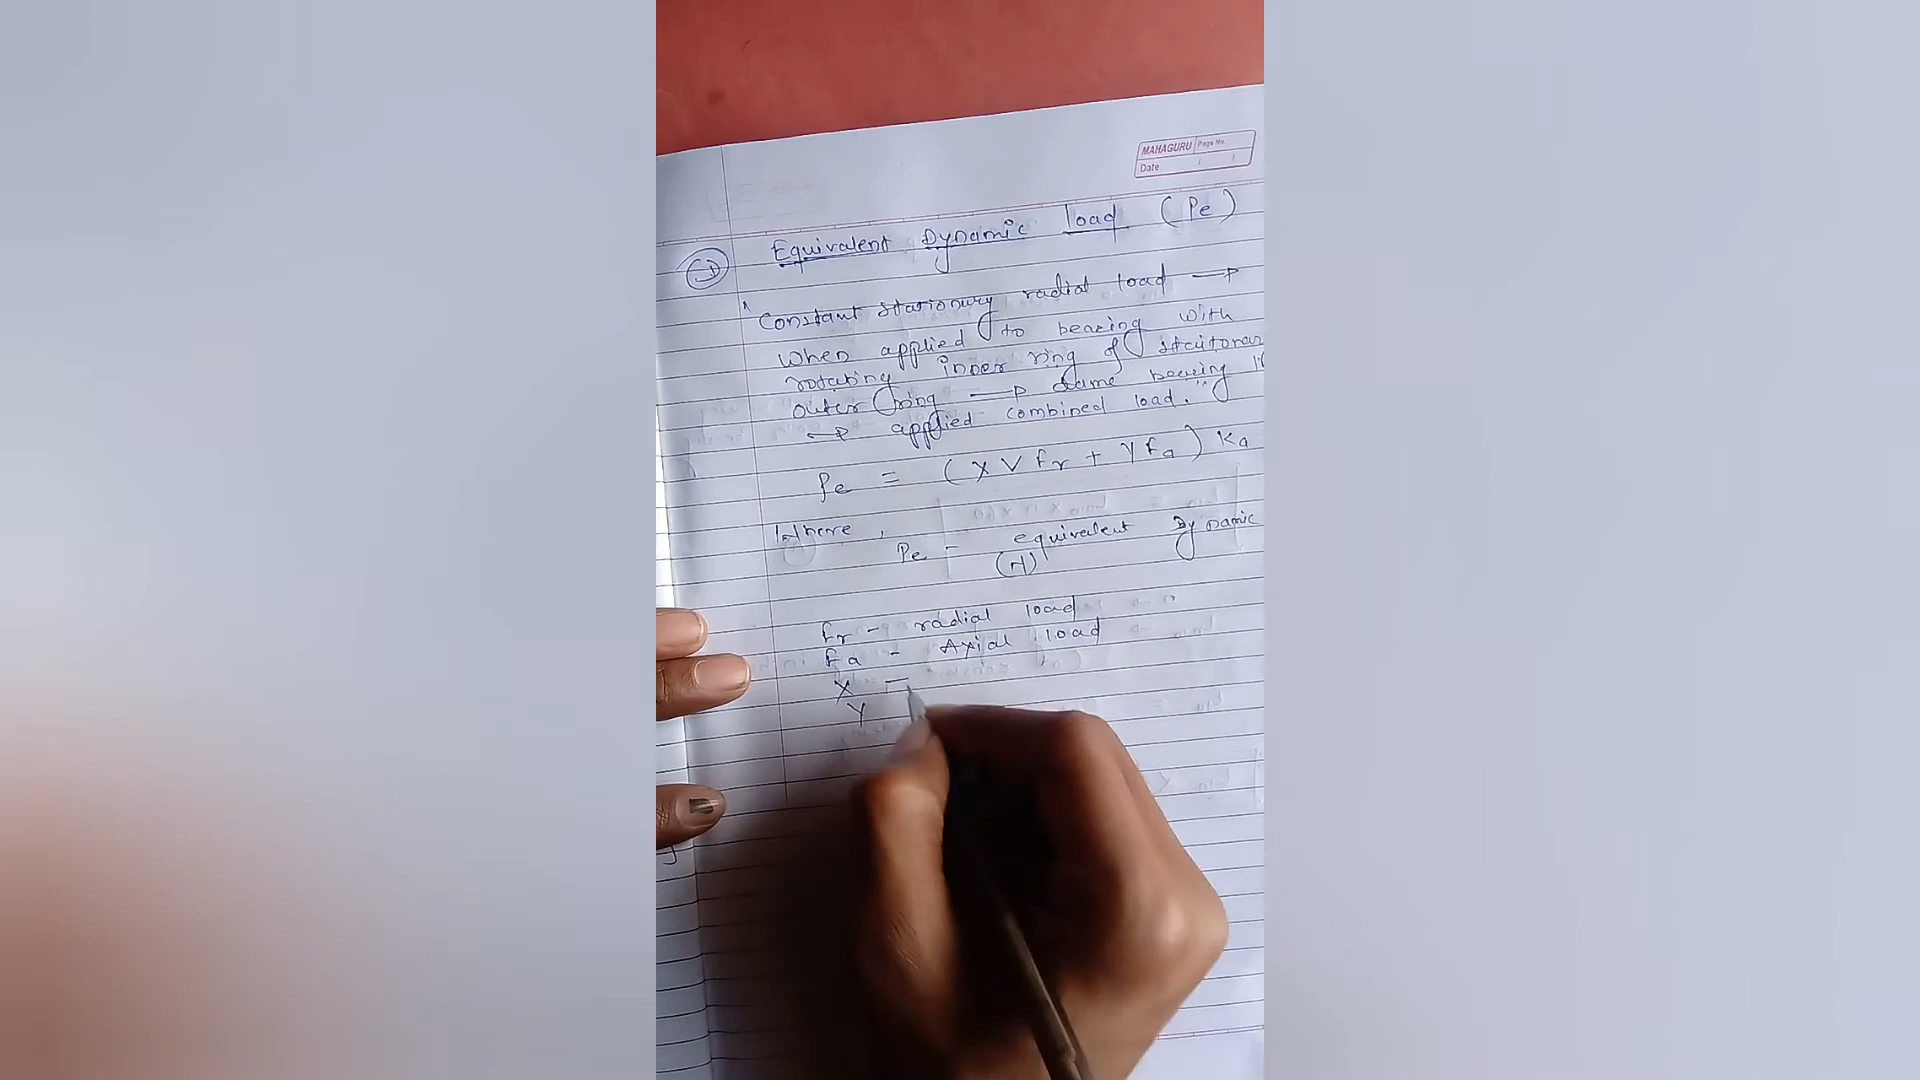 MAHAGURU Page No.
Date
Equivalent Dynamic load (Pe)
"Constant stationary radial load →
when applied to bearing with
rotating inner ring of
outer ring → same bearing
→ applied combined load."
Pe = (X V Fr + Y Fa) Ka
Where,
Pe - equivalent Dynamic
(N)
Fr - radial load
Fa - Axial load
X -
Y